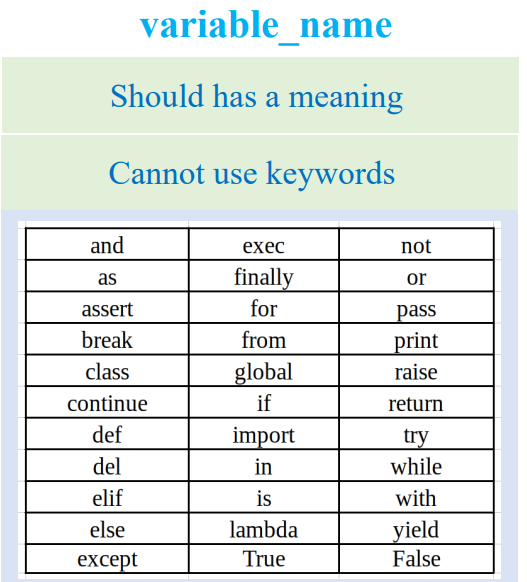 variable_name
Should has a meaning
Cannot use keywords
and exec not
as finally or
assert for pass
break from print
class global raise
continue if return
def import try
del in while
elif is with
else lambda yield
except True False